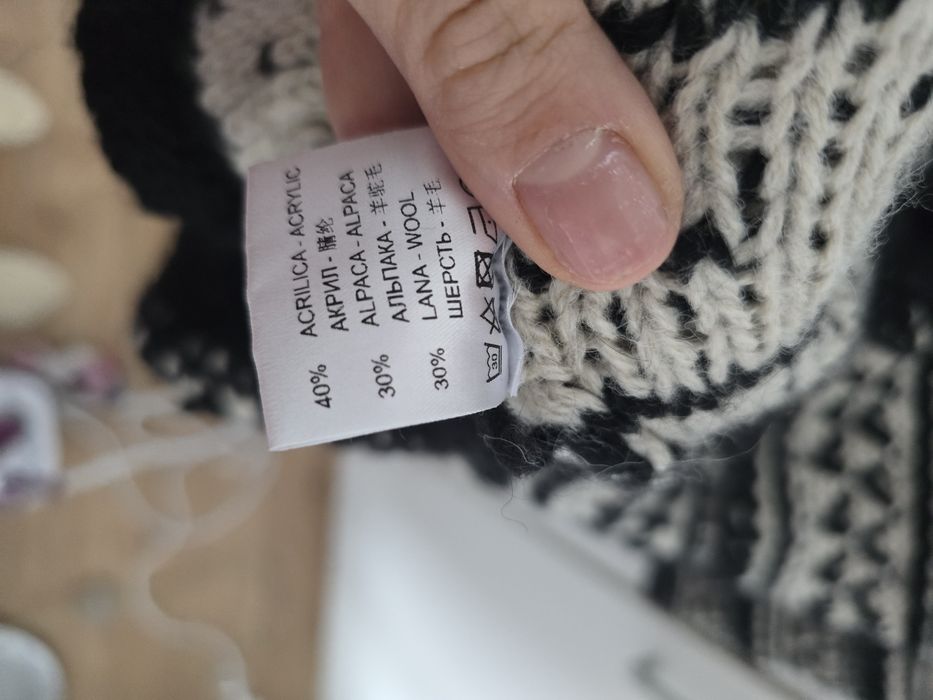 40% ACRILICA - ACRYLIC
АКРИЛ - 腈纶
30% ALPACA - ALPACA
АЛЬПАКА - 羊驼毛
30% LANA - WOOL
ШЕРСТЬ - 羊毛
30